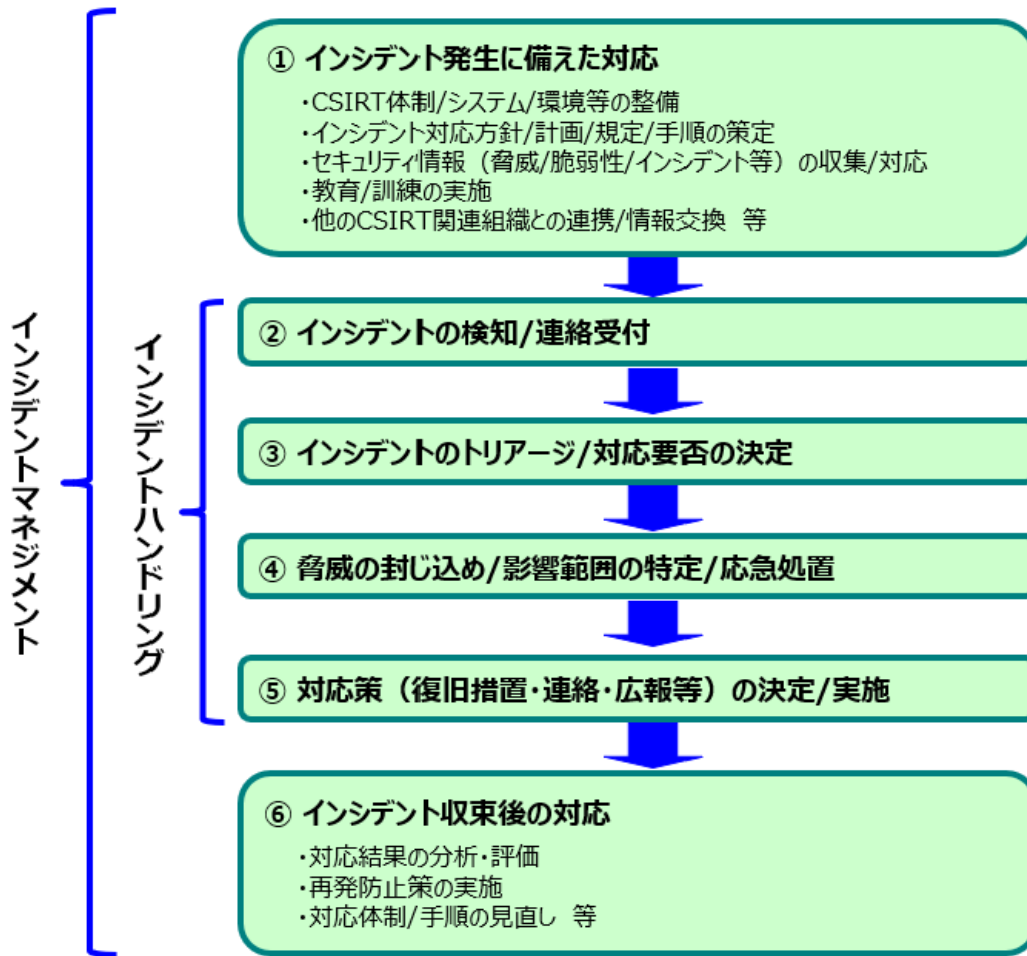 ① インシデント発生に備えた対応
・CSIRT体制/システム/環境等の整備
・インシデント対応方針/計画/規定/手順の策定
・セキュリティ情報（脅威/脆弱性/インシデント等）の収集/対応
・教育/訓練の実施
・他のCSIRT関連組織との連携/情報交換 等
インシデントマネジメント
インシデントハンドリング
② インシデントの検知/連絡受付
③ インシデントのトリアージ/対応要否の決定
④ 脅威の封じ込め/影響範囲の特定/応急処置
⑤ 対応策（復旧措置・連絡・広報等）の決定/実施
⑥ インシデント収束後の対応
・対応結果の分析・評価
・再発防止策の実施
・対応体制/手順の見直し 等